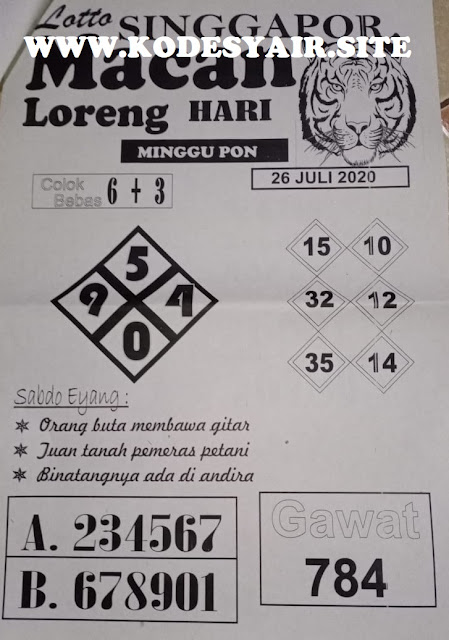 Lotto SINGGAPOR
WWW.KODESYAIR.SITE
Macan
Loreng HARI
MINGGU PON
26 JULI 2020
Colok
Bebas 6 + 3
5
9 4
0
15 10
32 12
35 14
Sabdo Eyang :
Orang buta membawa gitar
Tuan tanah pemeras petani
Binatangnya ada di andira
A. 234567
B. 678901
Gawat
784